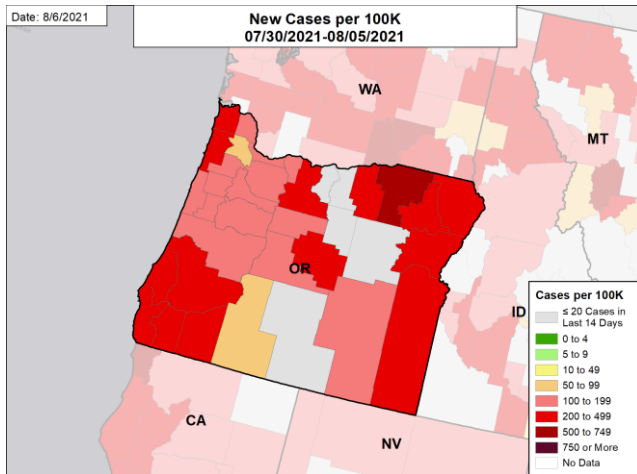 Date: 8/6/2021
New Cases per 100K
07/30/2021-08/05/2021
WA
MT
OR
ID
CA
NV
Cases per 100K
≤ 20 Cases in
Last 14 Days
0 to 4
5 to 9
10 to 49
50 to 99
100 to 199
200 to 499
500 to 749
750 or More
No Data